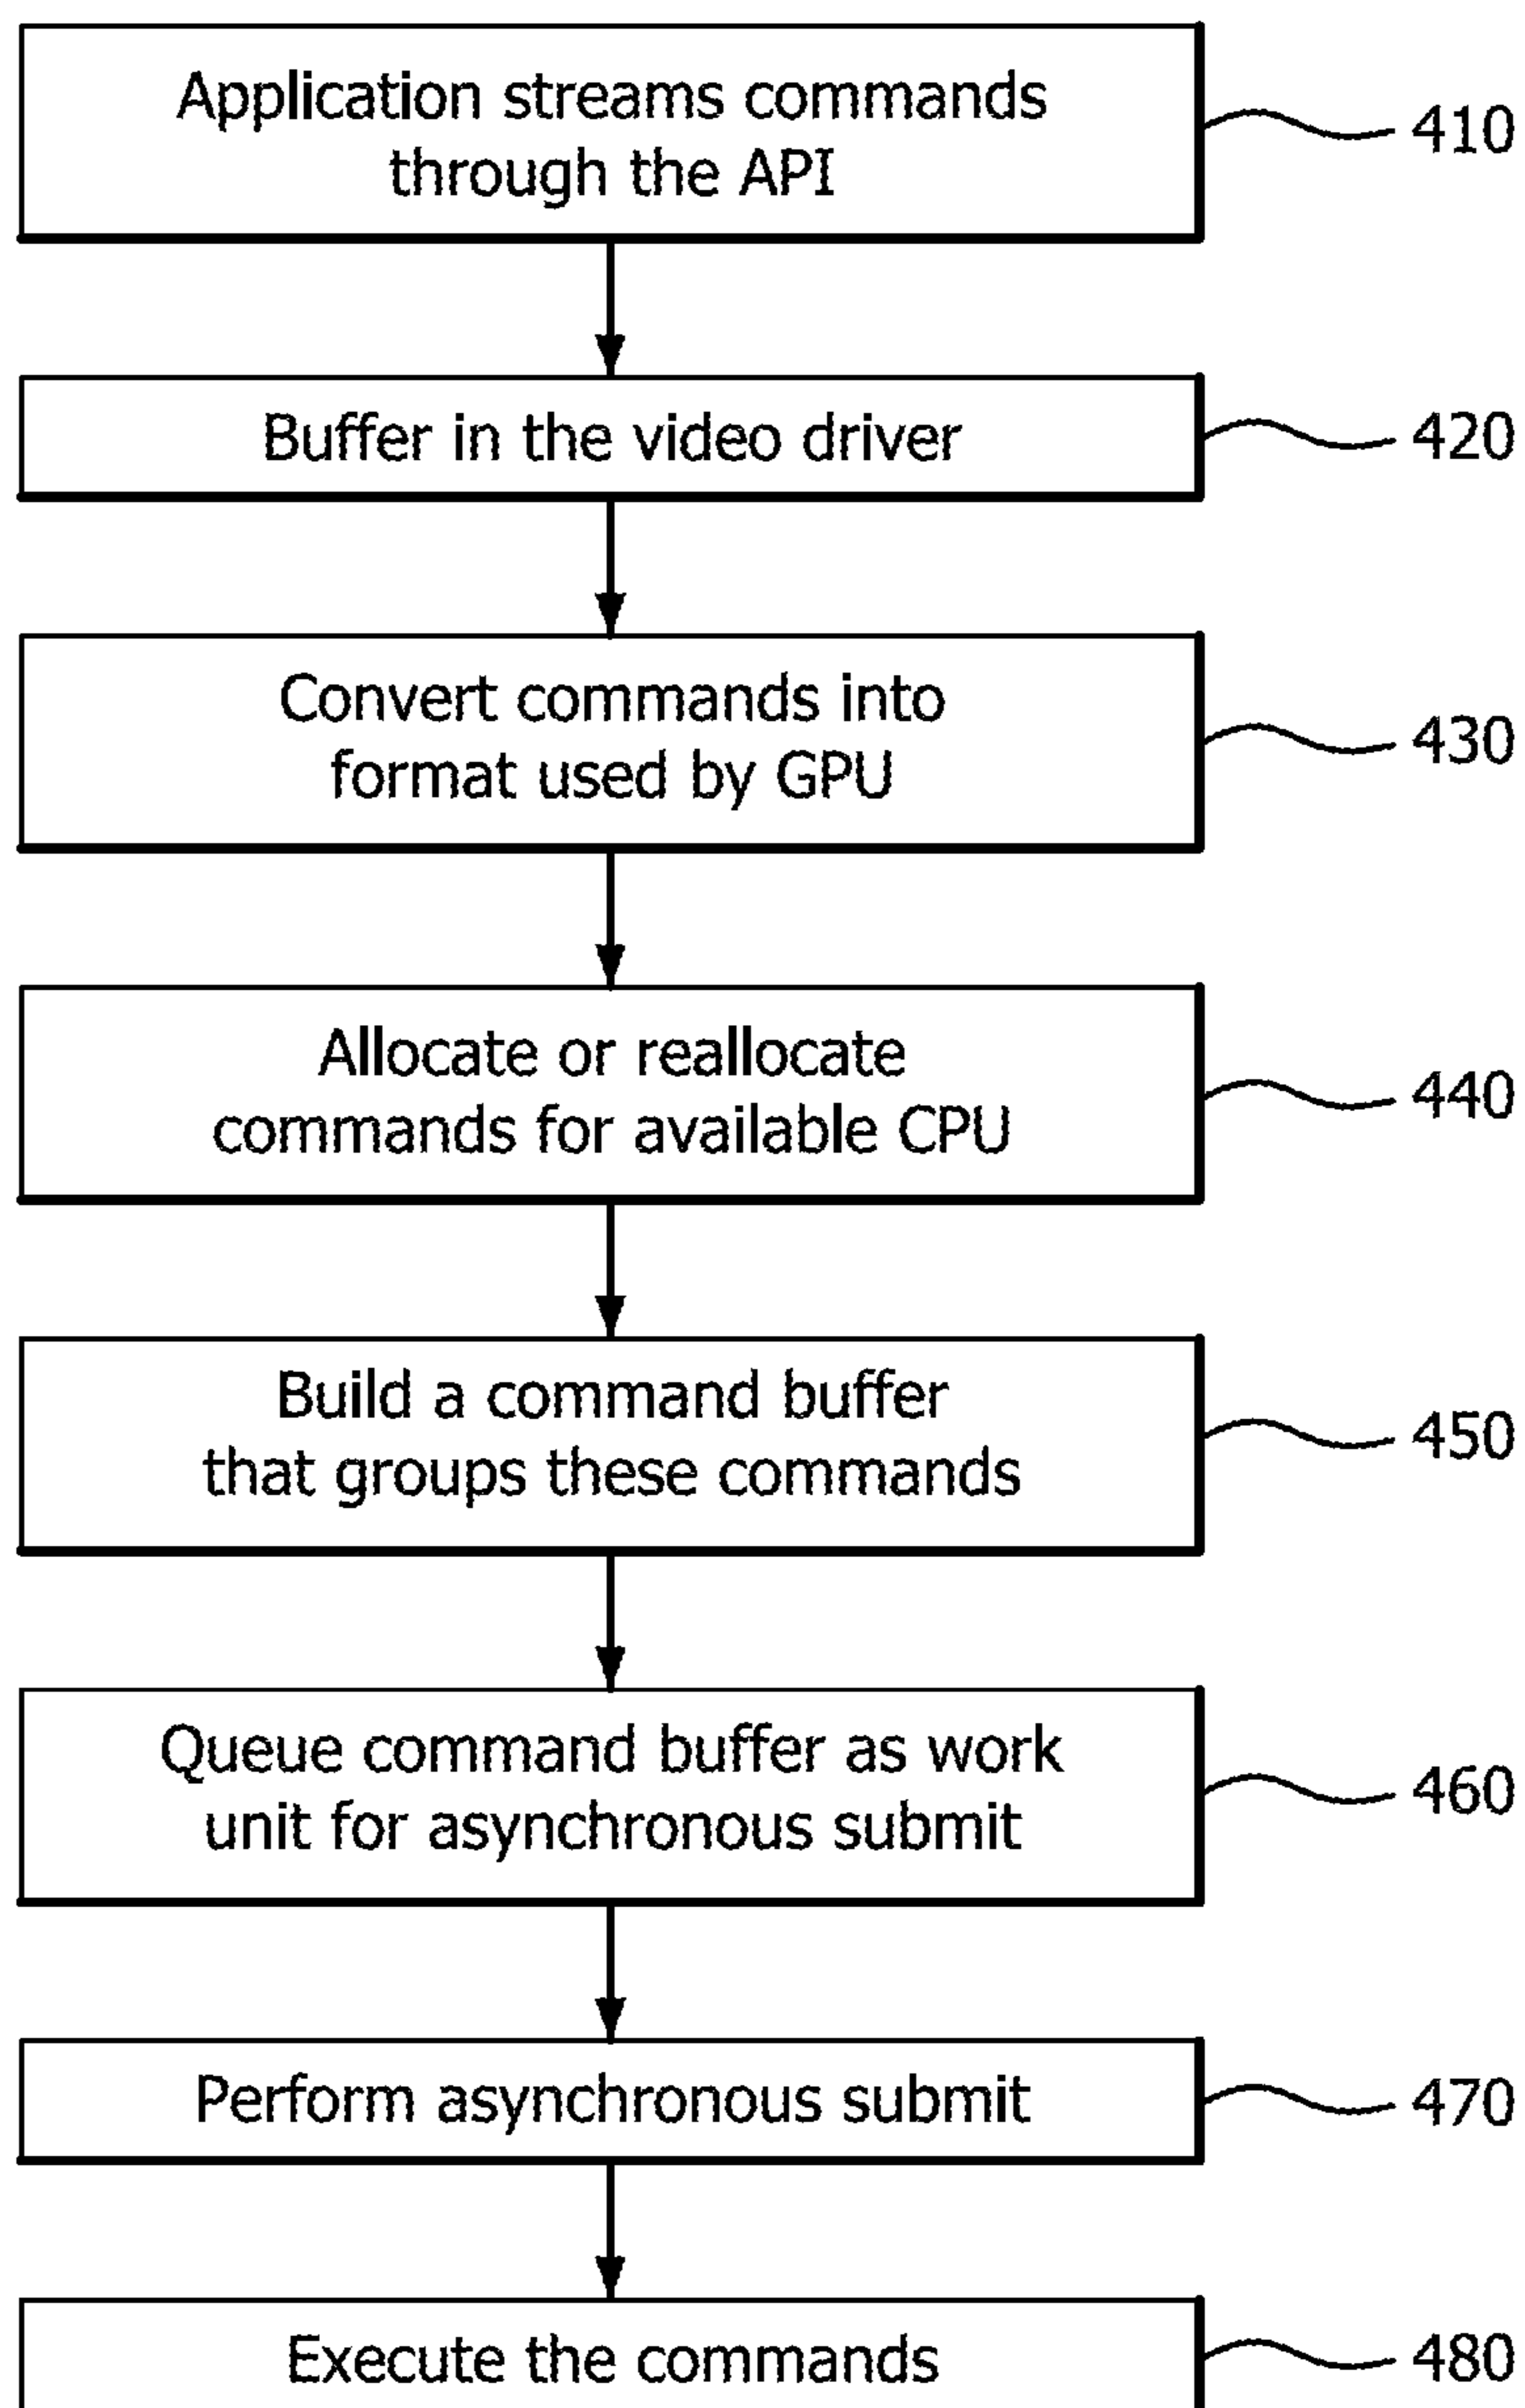 Application streams commands
through the API
410
Buffer in the video driver
420
Convert commands into
format used by GPU
430
Allocate or reallocate
commands for available CPU
440
Build a command buffer
that groups these commands
450
Queue command buffer as work
unit for asynchronous submit
460
Perform asynchronous submit
470
Execute the commands
480